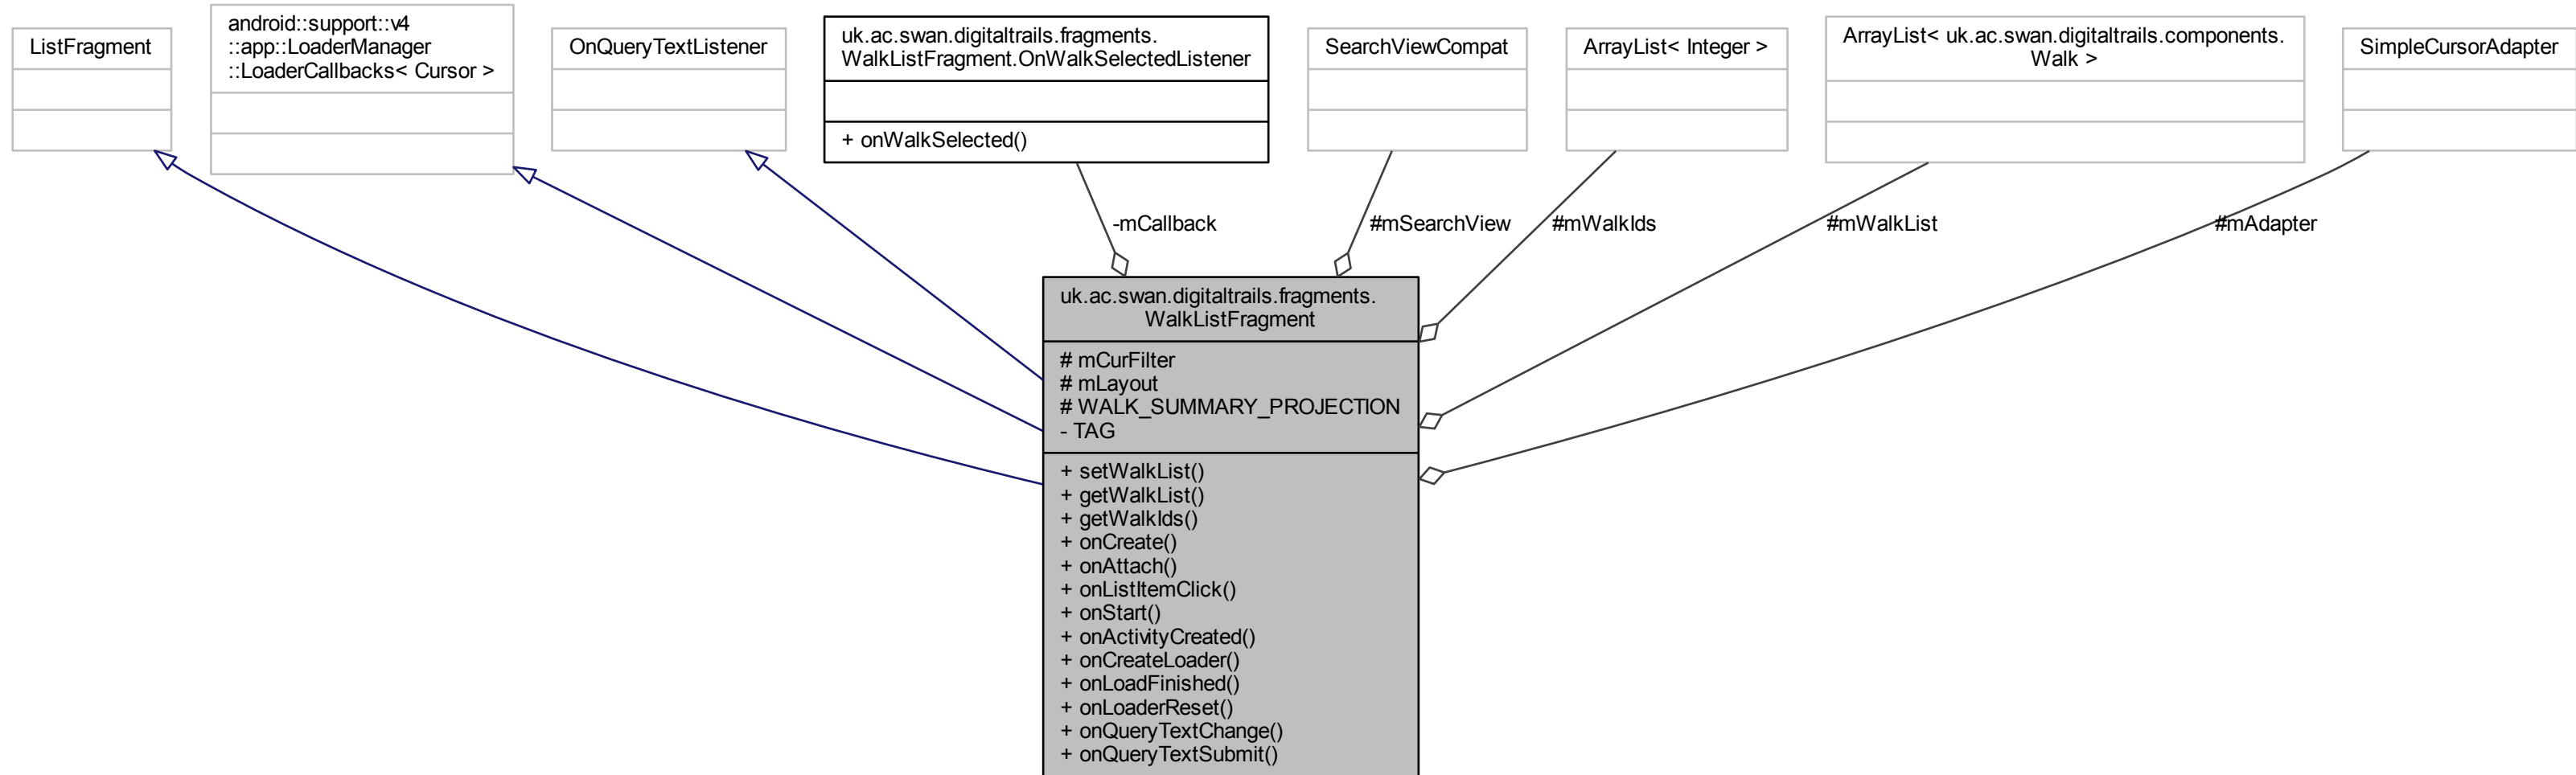 ListFragment
android::support::v4
::app::LoaderManager
::LoaderCallbacks< Cursor >
OnQueryTextListener
uk.ac.swan.digitaltrails.fragments.
WalkListFragment.OnWalkSelectedListener
+ onWalkSelected()
SearchViewCompat
ArrayList< Integer >
ArrayList< uk.ac.swan.digitaltrails.components.
Walk >
SimpleCursorAdapter
-mCallback
#mSearchView
#mWalkIds
#mWalkList
#mAdapter
uk.ac.swan.digitaltrails.fragments.
WalkListFragment
# mCurFilter
# mLayout
# WALK_SUMMARY_PROJECTION
- TAG
+ setWalkList()
+ getWalkList()
+ getWalkIds()
+ onCreate()
+ onAttach()
+ onListItemClick()
+ onStart()
+ onActivityCreated()
+ onCreateLoader()
+ onLoadFinished()
+ onLoaderReset()
+ onQueryTextChange()
+ onQueryTextSubmit()